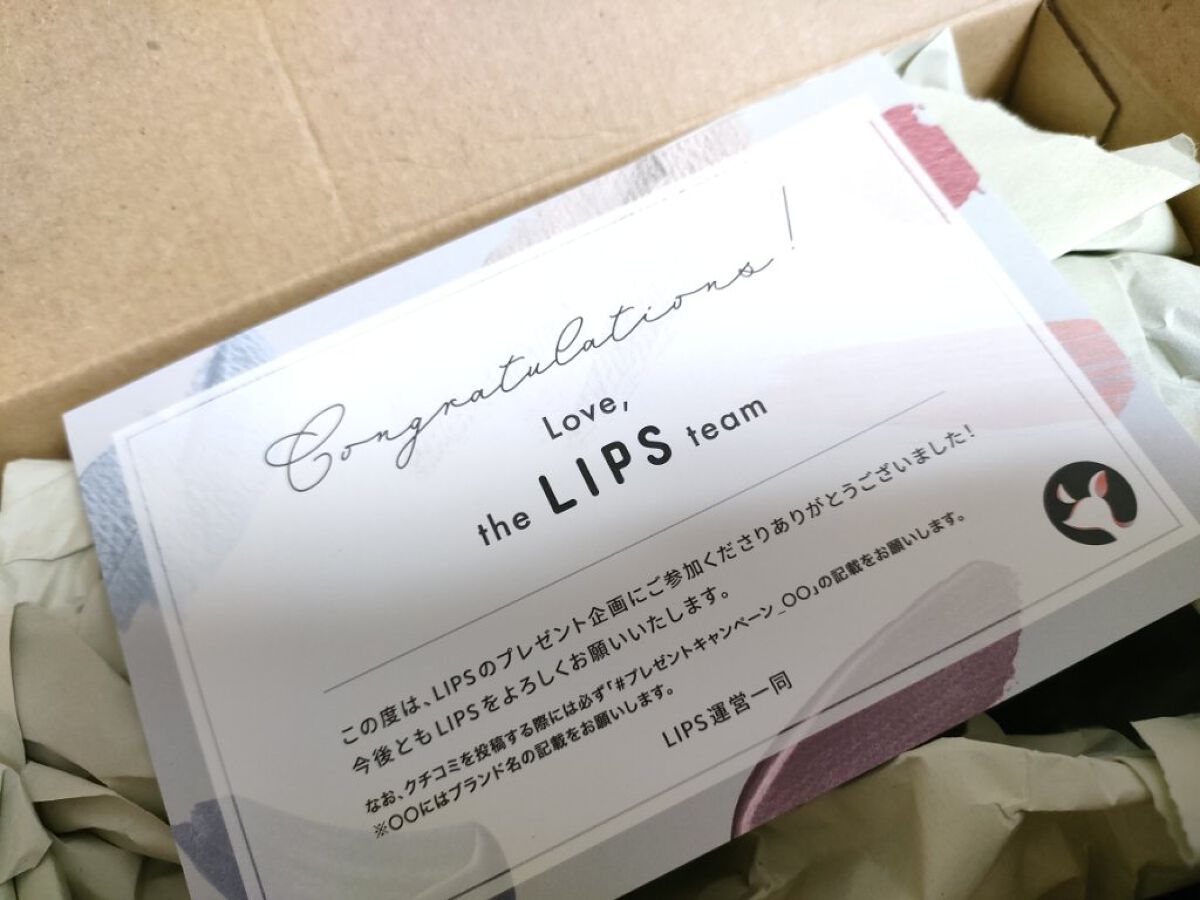 Congratulations!
Love,
the LIPS team
この度は、LIPSのプレゼント企画にご参加くださりありがとうございました！
今後ともLIPSをよろしくお願いいたします。
なお、クチコミを投稿する際には必ず「#プレゼントキャンペーン_〇〇」の記載をお願いします。
※〇〇にはブランド名の記載をお願いします。
LIPS運営一同